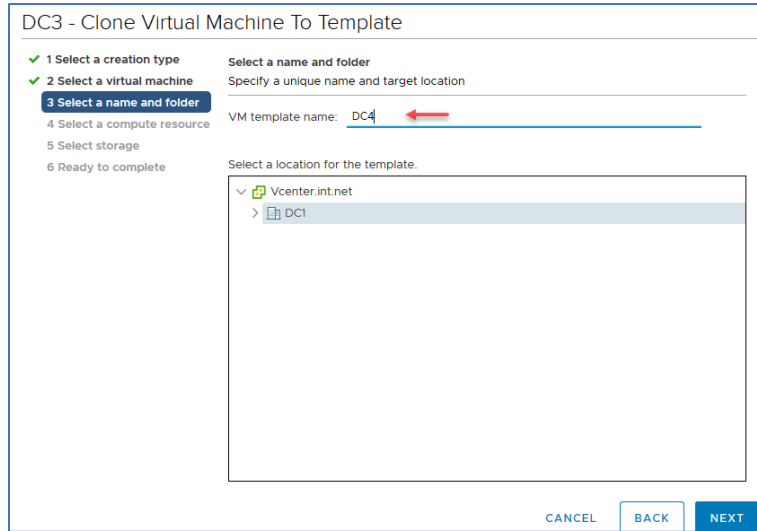 DC3 - Clone Virtual Machine To Template
1 Select a creation type
2 Select a virtual machine
3 Select a name and folder
4 Select a compute resource
5 Select storage
6 Ready to complete
Select a name and folder
Specify a unique name and target location
VM template name: DC4
Select a location for the template.
Vcenter.int.net
DC1
CANCEL BACK NEXT